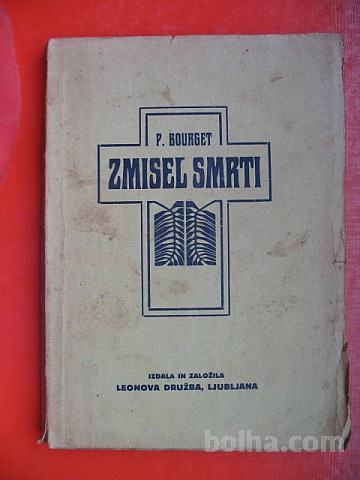 P. BOURGET
ZMISEL SMRTI
IZDALA IN ZALOŽILA
LEONOVA DRUŽBA, LJUBLJANA
bolha.com